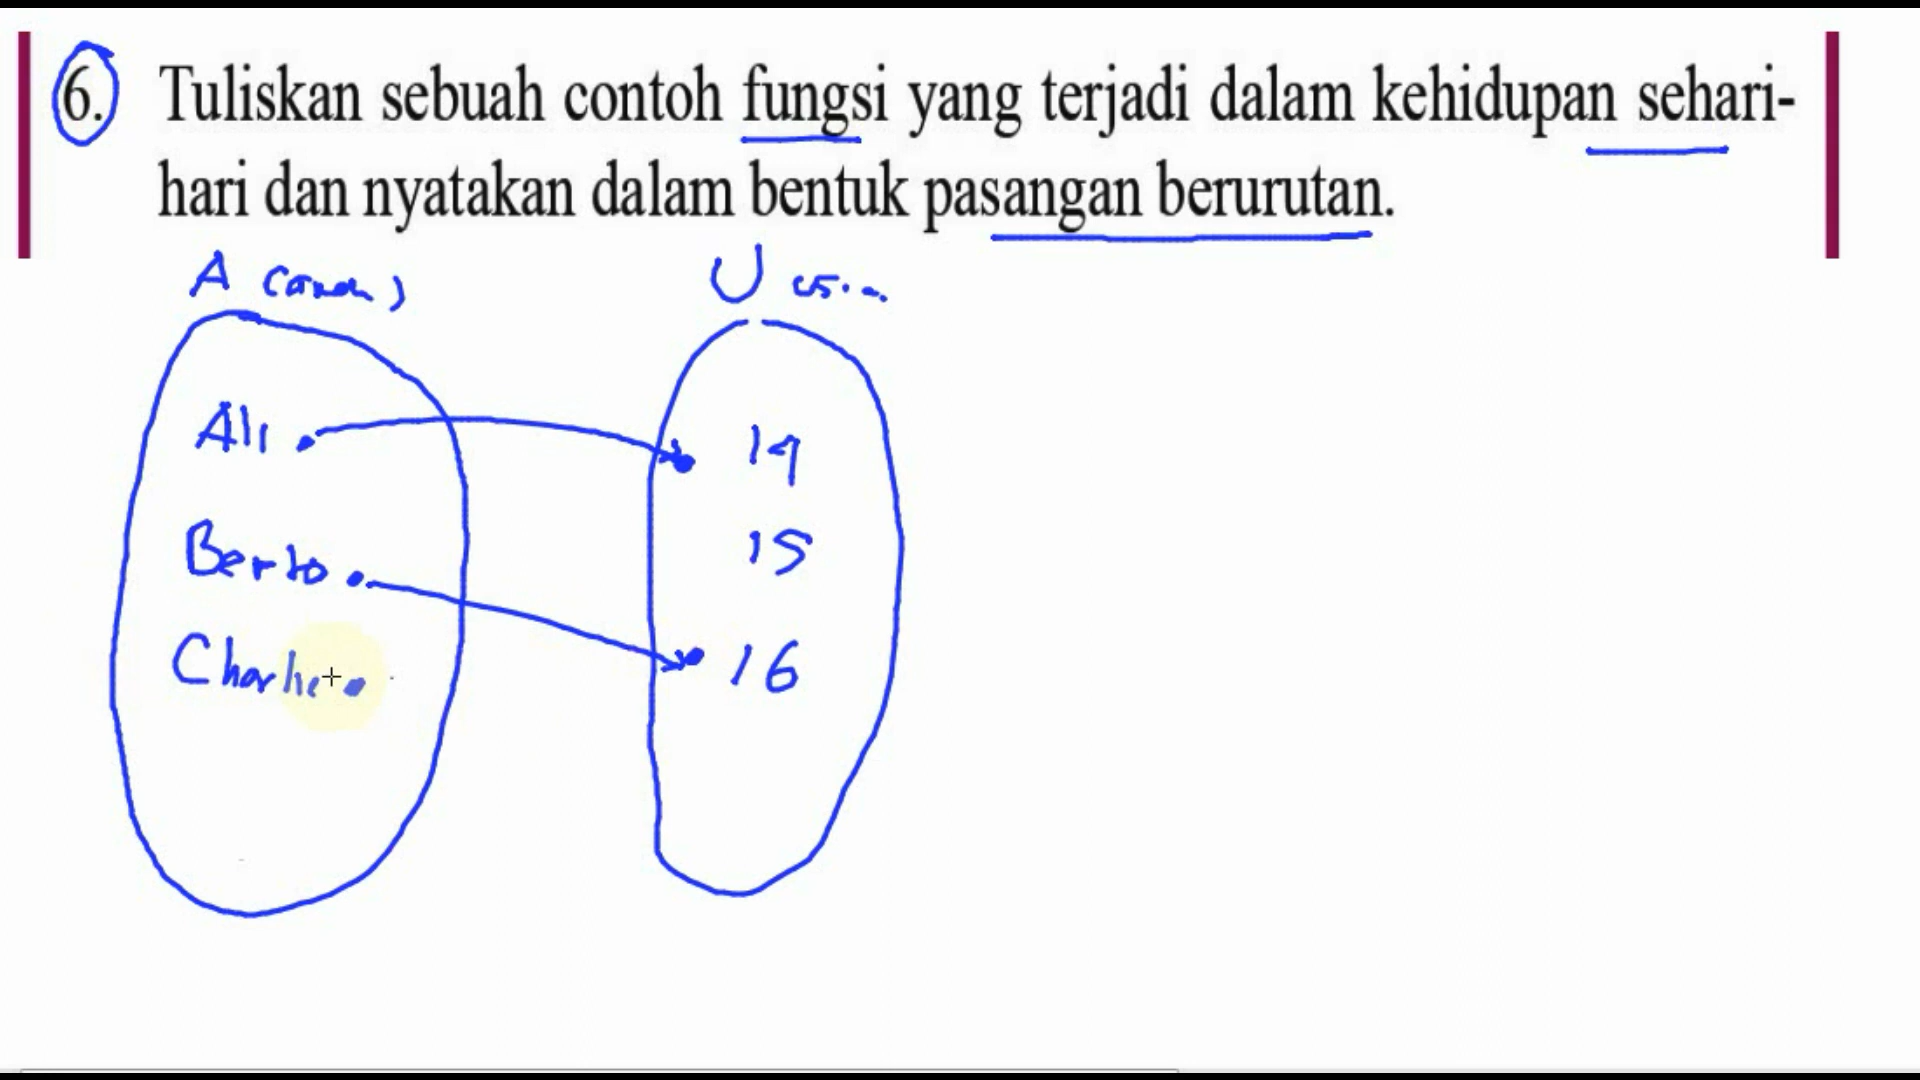 6. Tuliskan sebuah contoh fungsi yang terjadi dalam kehidupan sehari-
hari dan nyatakan dalam bentuk pasangan berurutan.
A
U
Ali 14
Berto 15
Charlie 16